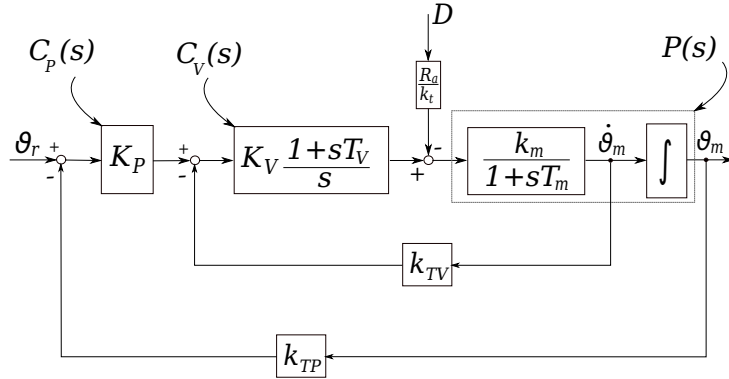 D
C_P(s)
C_V(s)
P(s)
R_a
k_t
ϑ_r
+
-
K_P
+
-
K_V 1+sT_V
s
+
-
k_m
1+sT_m
ϑ̇_m
∫
ϑ_m
k_TV
k_TP